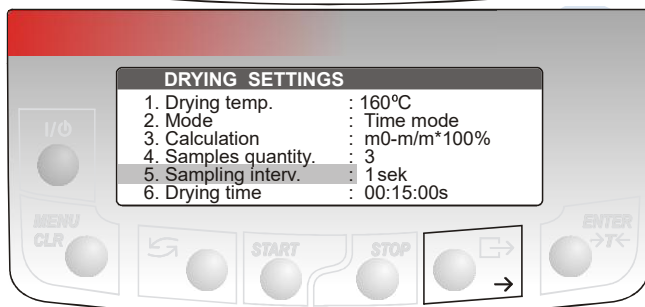 DRYING SETTINGS
1. Drying temp. : 160ºC
2. Mode : Time mode
3. Calculation : m0-m/m*100%
4. Samples quantity. : 3
5. Sampling interv. : 1sek
6. Drying time : 00:15:00s
I/
MENU
CLR
START
STOP
ENTER
→T←